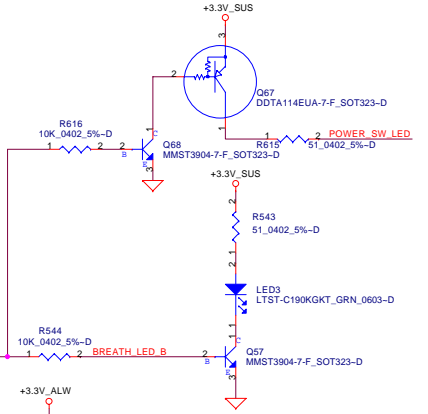 +3.3V_SUS
3
2
Q67
DDTA114EUA-7-F_SOT323~D
1
R616
10K_0402_5%~D
1 2 2
B
1
C
Q68
MMST3904-7-F_SOT323~D
E
3
1 2
POWER_SW_LED
R615
51_0402_5%~D
+3.3V_SUS
2
R543
51_0402_5%~D
1
2
LED3
LTST-C190KGKT_GRN_0603~D
1
1
C
R544
10K_0402_5%~D
1 2
BREATH_LED_B
2
B
Q57
MMST3904-7-F_SOT323~D
E
3
+3.3V_ALW